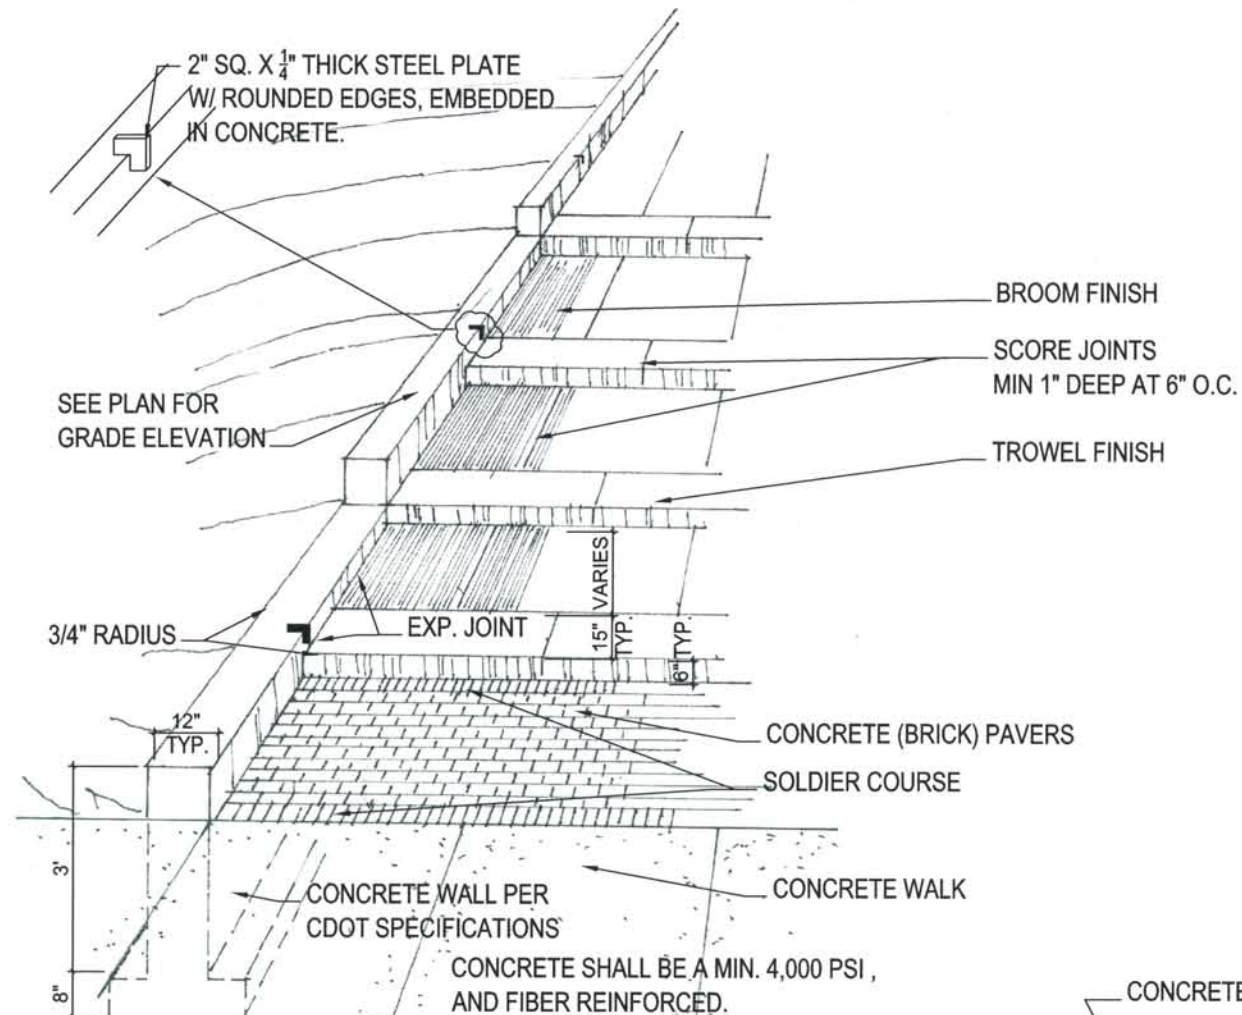 2" SQ. X 1/4" THICK STEEL PLATE
W/ ROUNDED EDGES, EMBEDDED
IN CONCRETE.
BROOM FINISH
SCORE JOINTS
MIN 1" DEEP AT 6" O.C.
SEE PLAN FOR
GRADE ELEVATION
TROWEL FINISH
VARIES
3/4" RADIUS
EXP. JOINT
15"
TYP.
6" TYP.
12"
TYP.
CONCRETE (BRICK) PAVERS
SOLDIER COURSE
3'
CONCRETE WALL PER
CDOT SPECIFICATIONS
CONCRETE WALK
CONCRETE SHALL BE A MIN. 4,000 PSI ,
AND FIBER REINFORCED.
8"
CONCRETE